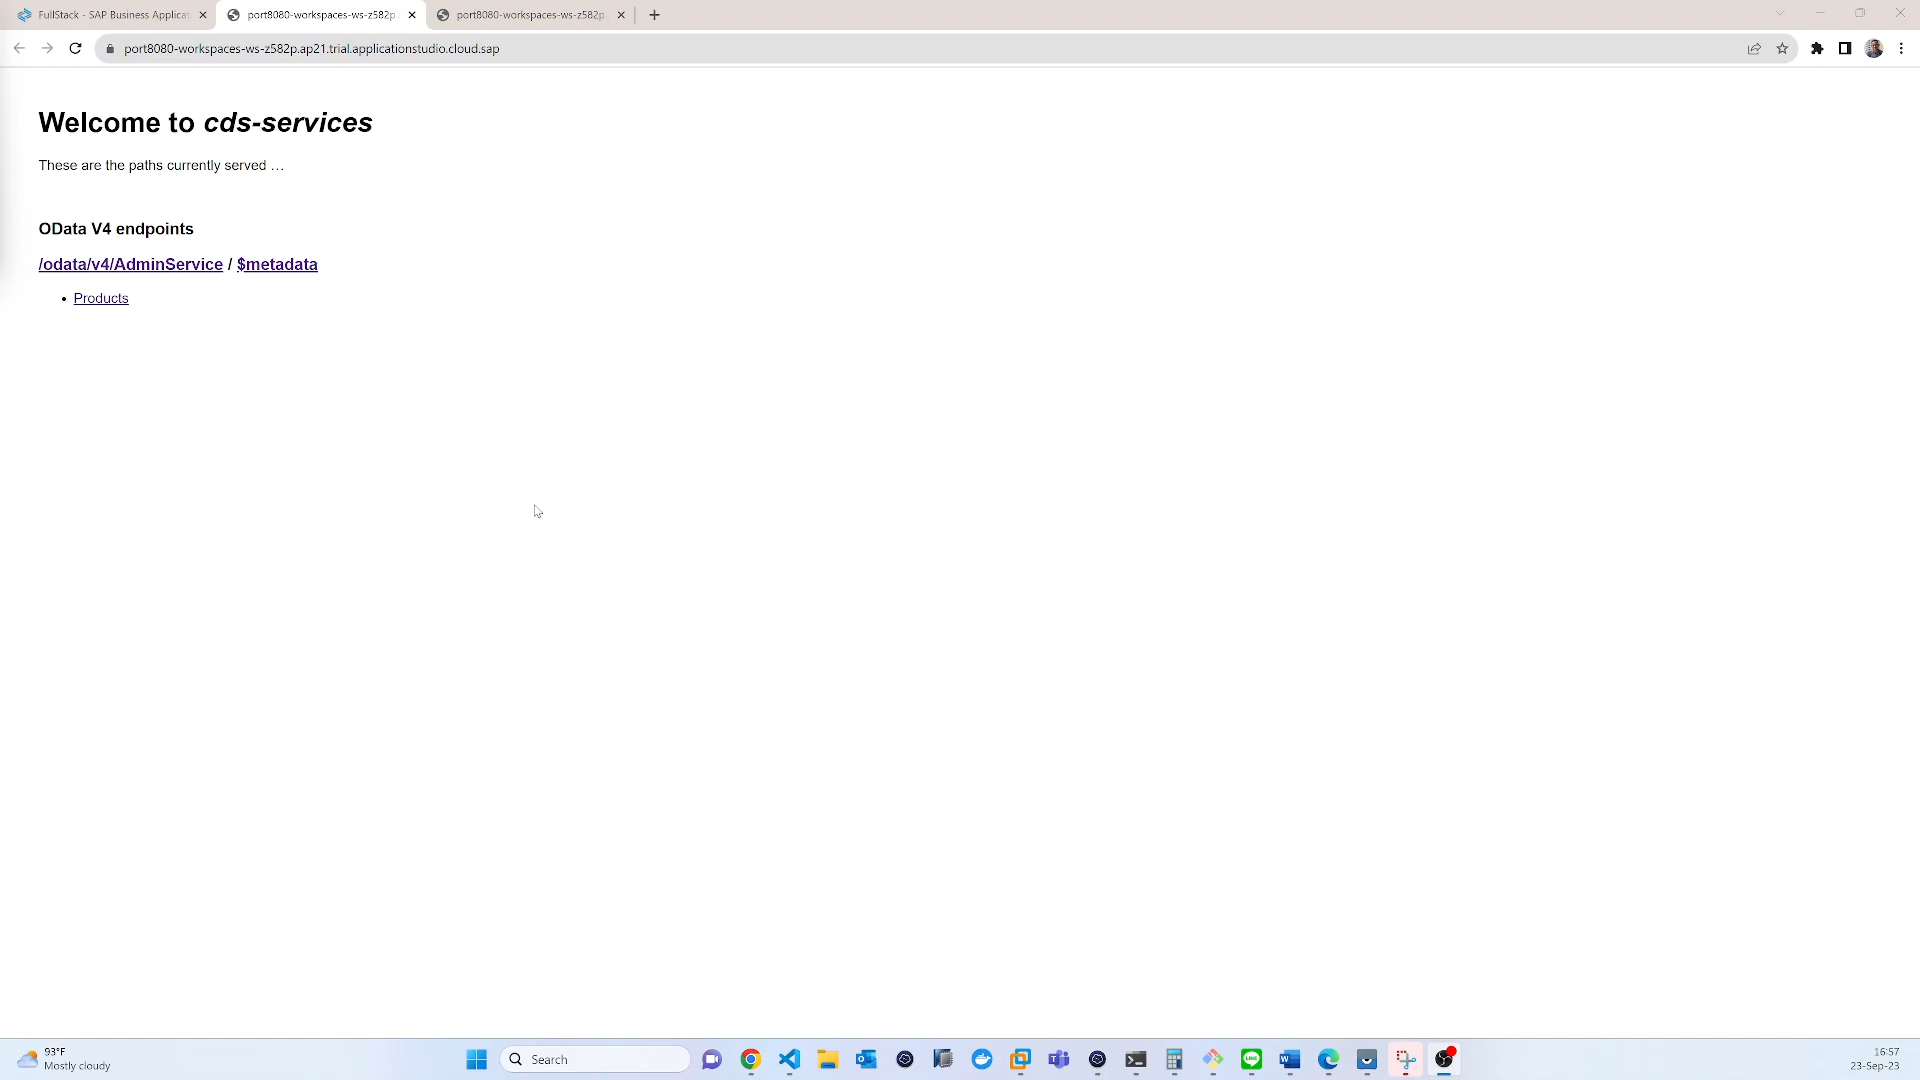 FullStack - SAP Business Applicat
port8080-workspaces-ws-z582p
port8080-workspaces-ws-z582p
port8080-workspaces-ws-z582p.ap21.trial.applicationstudio.cloud.sap
Welcome to cds-services
These are the paths currently served …
OData V4 endpoints
/odata/v4/AdminService / $metadata
• Products
93°F
Mostly cloudy
Search
16:57
23-Sep-23